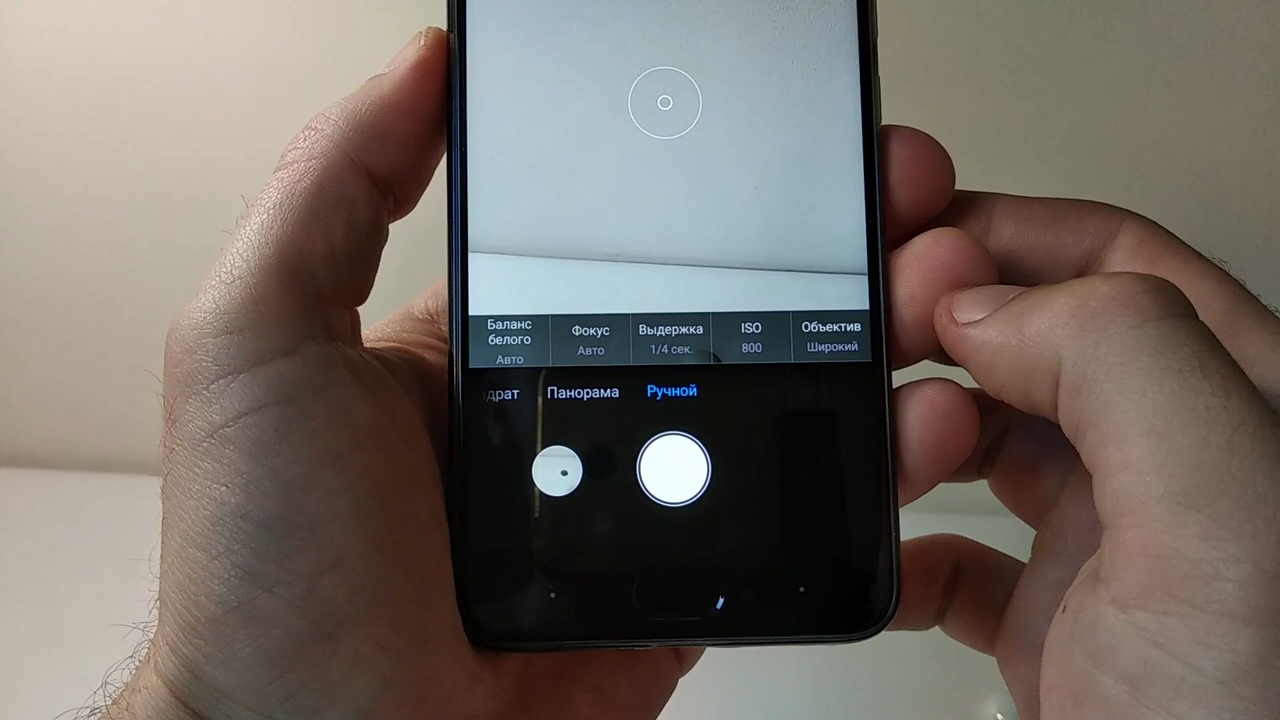 Баланс
белого
Авто
Фокус
Авто
Выдержка
1/4 сек.
ISO
800
Объектив
Широкий
драт Панорама Ручной